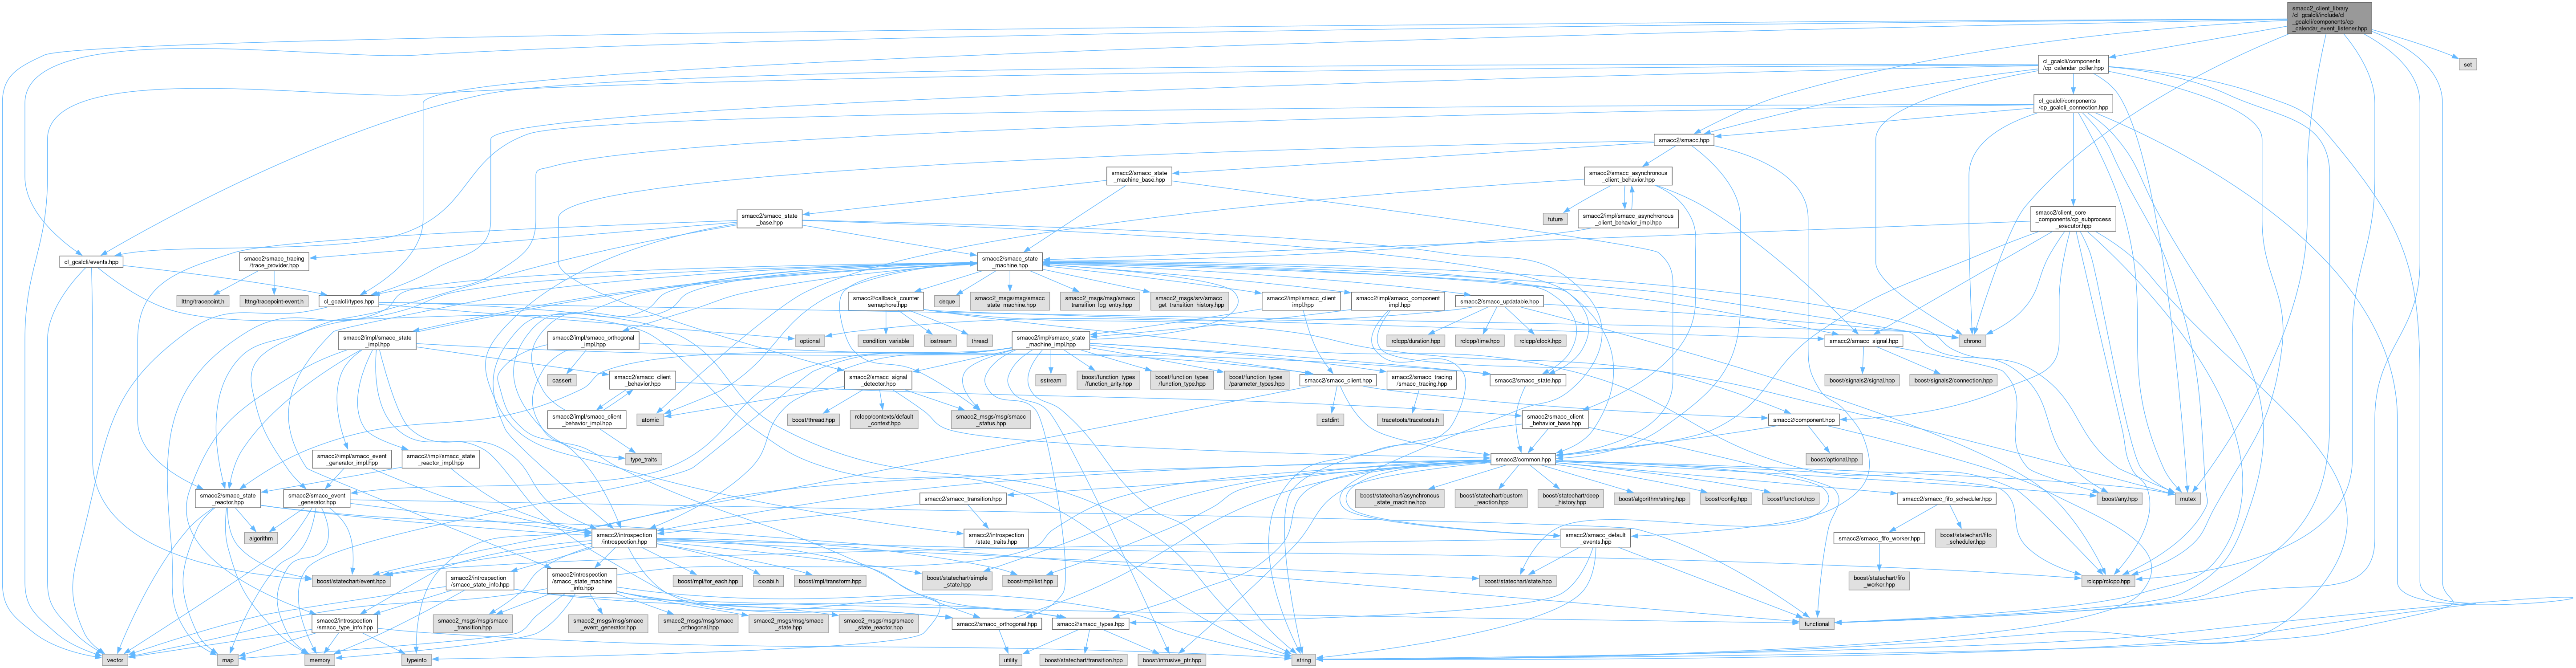 smacc2_client_library
/cl_gcalcli/include/cl
_gcalcli/components/cp
_calendar_event_listener.hpp
set
cl_gcalcli/components
/cp_calendar_poller.hpp
cl_gcalcli/components
/cp_gcalcli_connection.hpp
smacc2/smacc.hpp
smacc2/smacc_state
_machine_base.hpp
smacc2/smacc_asynchronous
_client_behavior.hpp
smacc2/smacc_state
_base.hpp
future
smacc2/impl/smacc_asynchronous
_client_behavior_impl.hpp
smacc2/client_core
_components/cp_subprocess
_executor.hpp
cl_gcalcli/events.hpp
smacc2/smacc_tracing
/trace_provider.hpp
smacc2/smacc_state
_machine.hpp
lttng/tracepoint.h
lttng/tracepoint-event.h
cl_gcalcli/types.hpp
smacc2/callback_counter
_semaphore.hpp
deque
smacc2_msgs/msg/smacc
_state_machine.hpp
smacc2_msgs/msg/smacc
_transition_log_entry.hpp
smacc2_msgs/srv/smacc
_get_transition_history.hpp
smacc2/impl/smacc_client
_impl.hpp
smacc2/impl/smacc_component
_impl.hpp
smacc2/smacc_updatable.hpp
smacc2/impl/smacc_state
_impl.hpp
smacc2/impl/smacc_orthogonal
_impl.hpp
optional
condition_variable
iostream
thread
smacc2/impl/smacc_state
_machine_impl.hpp
rclcpp/duration.hpp
rclcpp/time.hpp
rclcpp/clock.hpp
smacc2/smacc_signal.hpp
chrono
cassert
smacc2/smacc_client
_behavior.hpp
smacc2/smacc_signal
_detector.hpp
sstream
boost/function_types
/function_arity.hpp
boost/function_types
/function_type.hpp
boost/function_types
/parameter_types.hpp
smacc2/smacc_client.hpp
smacc2/smacc_tracing
/smacc_tracing.hpp
smacc2/smacc_state.hpp
boost/signals2/signal.hpp
boost/signals2/connection.hpp
smacc2/impl/smacc_client
_behavior_impl.hpp
atomic
boost/thread.hpp
rclcpp/contexts/default
_context.hpp
smacc2_msgs/msg/smacc
_status.hpp
cstdint
tracetools/tracetools.h
smacc2/smacc_client
_behavior_base.hpp
smacc2/component.hpp
smacc2/impl/smacc_event
_generator_impl.hpp
smacc2/impl/smacc_state
_reactor_impl.hpp
type_traits
smacc2/common.hpp
boost/optional.hpp
smacc2/smacc_state
_reactor.hpp
smacc2/smacc_event
_generator.hpp
smacc2/smacc_transition.hpp
boost/statechart/asynchronous
_state_machine.hpp
boost/statechart/custom
_reaction.hpp
boost/statechart/deep
_history.hpp
boost/algorithm/string.hpp
boost/config.hpp
boost/function.hpp
smacc2/smacc_fifo_scheduler.hpp
boost/any.hpp
mutex
algorithm
smacc2/introspection
/introspection.hpp
smacc2/introspection
/state_traits.hpp
smacc2/smacc_default
_events.hpp
smacc2/smacc_fifo_worker.hpp
boost/statechart/fifo
_scheduler.hpp
boost/statechart/event.hpp
smacc2/introspection
/smacc_state_info.hpp
smacc2/introspection
/smacc_state_machine
_info.hpp
boost/mpl/for_each.hpp
cxxabi.h
boost/mpl/transform.hpp
boost/statechart/simple
_state.hpp
boost/mpl/list.hpp
boost/statechart/state.hpp
boost/statechart/fifo
_worker.hpp
rclcpp/rclcpp.hpp
smacc2/introspection
/smacc_type_info.hpp
smacc2_msgs/msg/smacc
_transition.hpp
smacc2_msgs/msg/smacc
_event_generator.hpp
smacc2_msgs/msg/smacc
_orthogonal.hpp
smacc2_msgs/msg/smacc
_state.hpp
smacc2_msgs/msg/smacc
_state_reactor.hpp
smacc2/smacc_orthogonal.hpp
smacc2/smacc_types.hpp
functional
vector
map
memory
typeinfo
utility
boost/statechart/transition.hpp
boost/intrusive_ptr.hpp
string